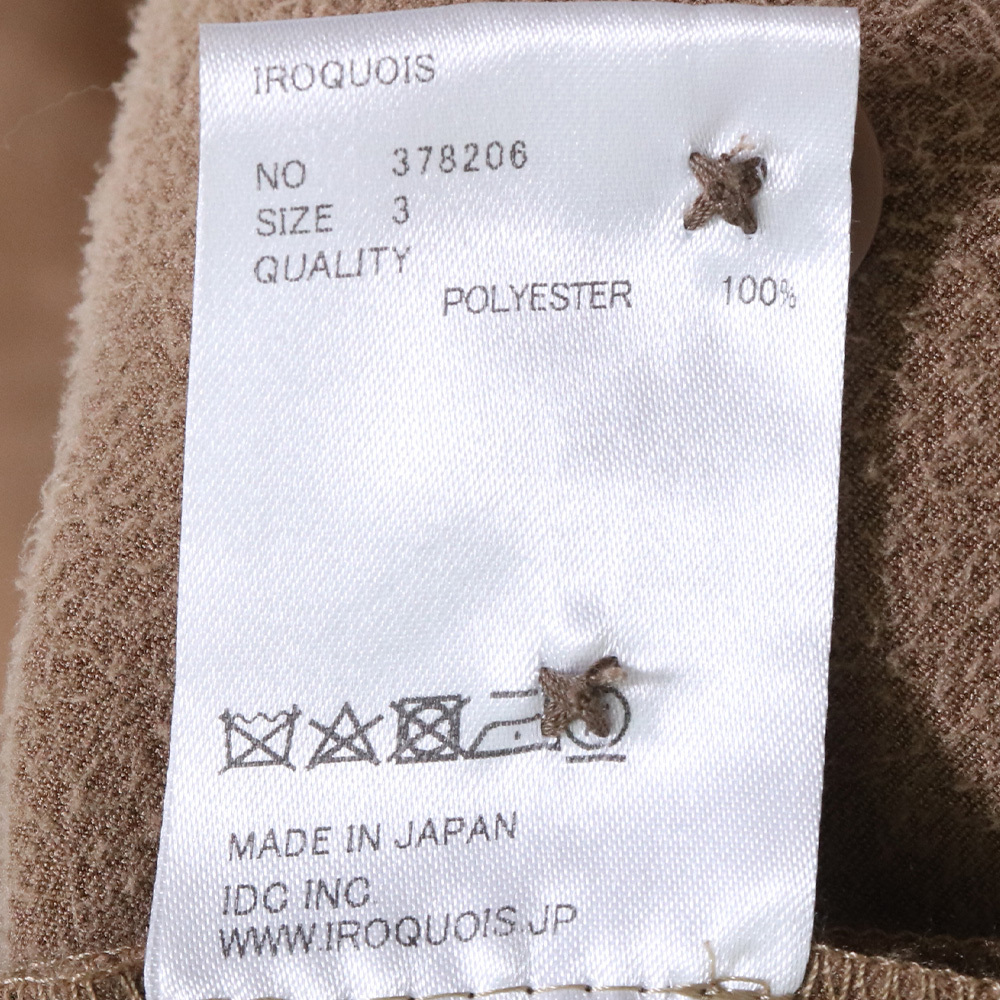 IROQUOIS
NO 378206
SIZE 3
QUALITY
POLYESTER 100%
MADE IN JAPAN
IDC INC
WWW.IROQUOIS.JP